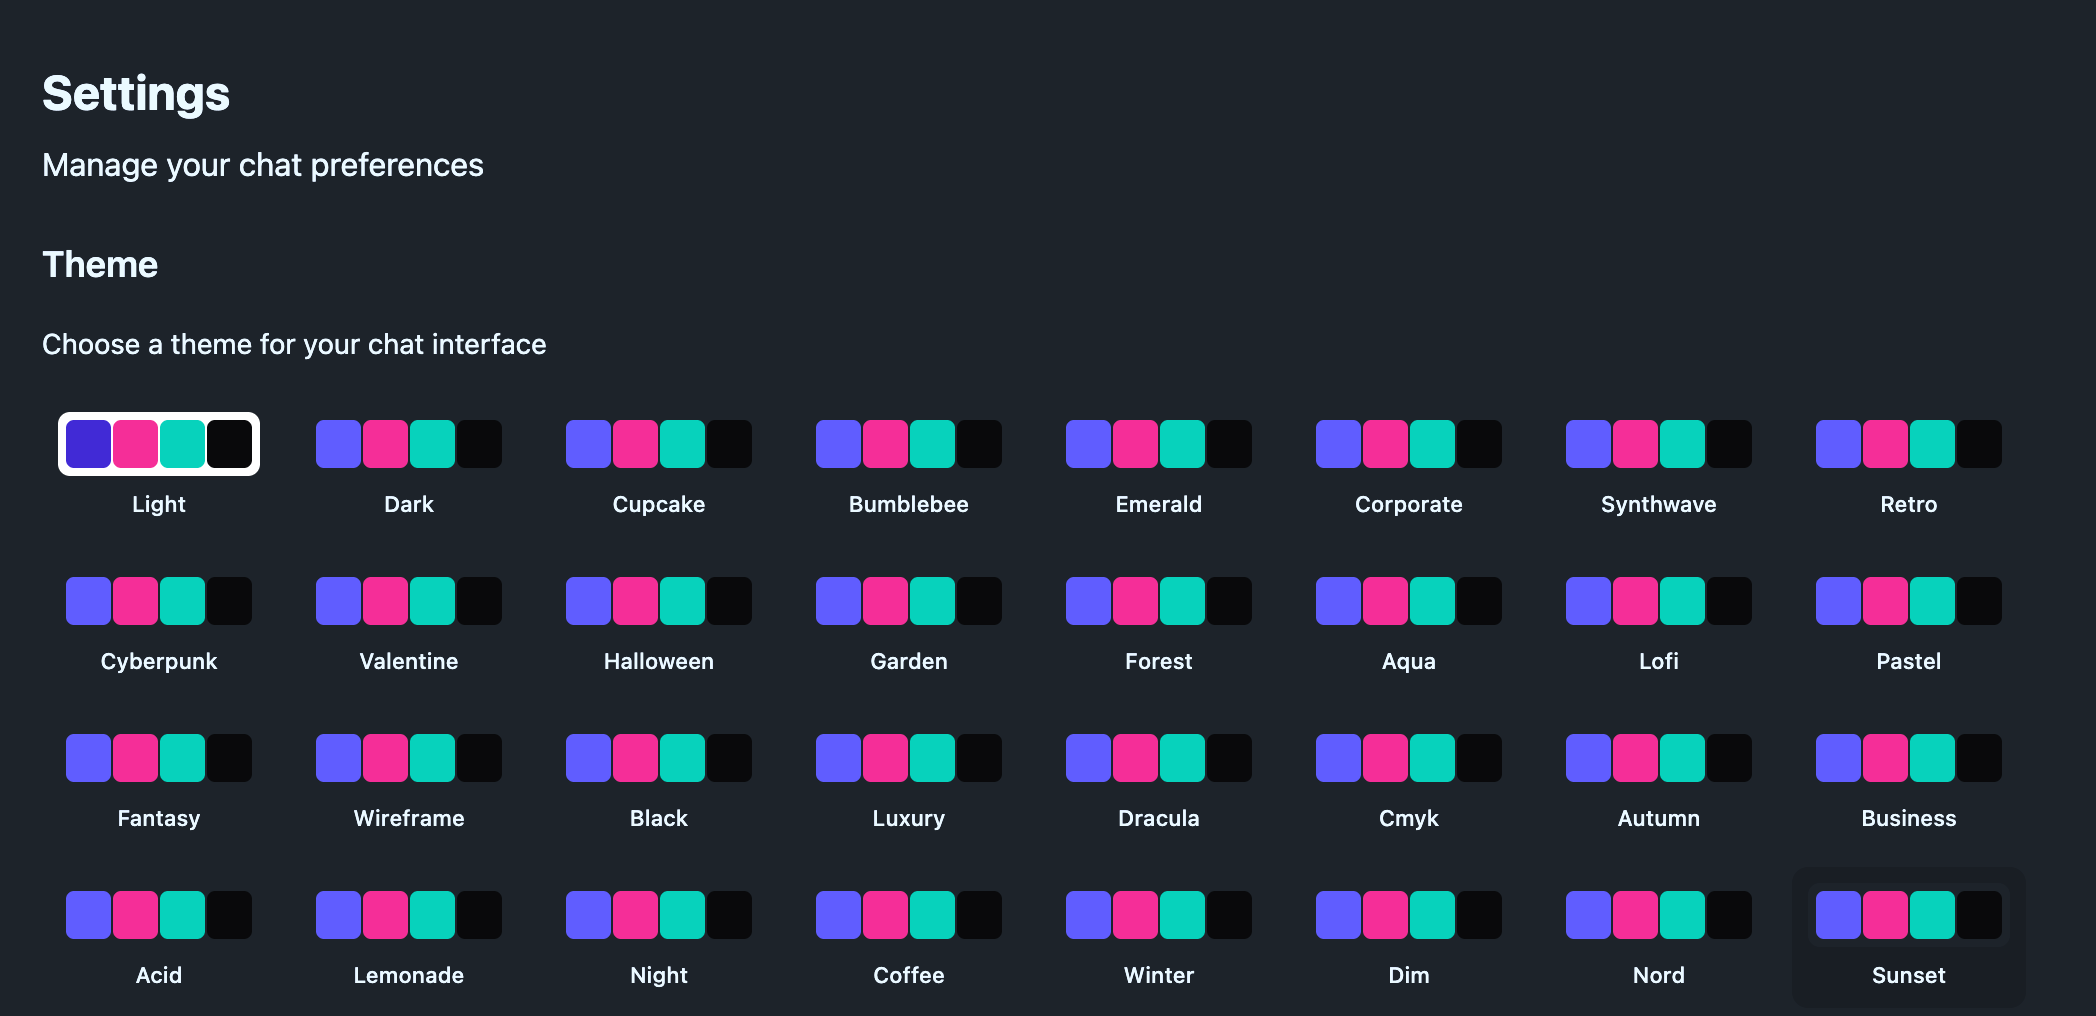 Settings
Manage your chat preferences
Theme
Choose a theme for your chat interface
Light Dark Cupcake Bumblebee Emerald Corporate Synthwave Retro
Cyberpunk Valentine Halloween Garden Forest Aqua Lofi Pastel
Fantasy Wireframe Black Luxury Dracula Cmyk Autumn Business
Acid Lemonade Night Coffee Winter Dim Nord Sunset